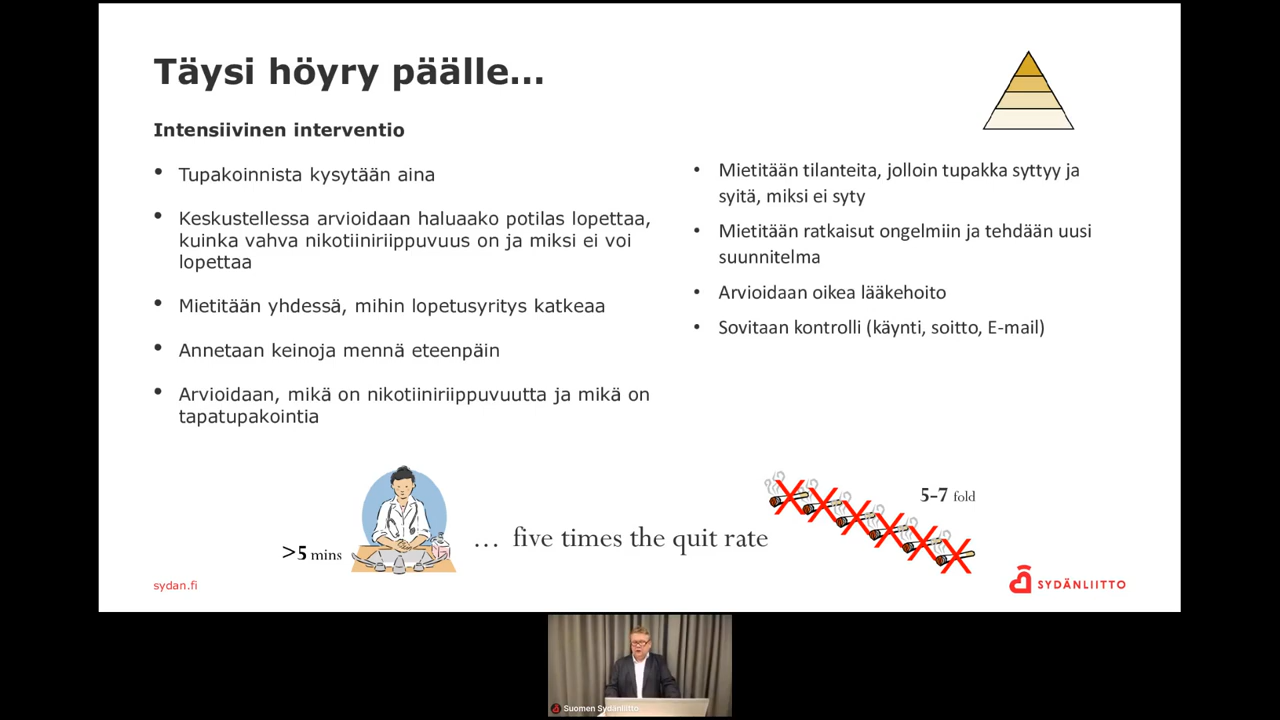 Täysi höyry päälle...
Intensiivinen interventio
• Tupakoinnista kysytään aina
• Keskustellessa arvioidaan haluaako potilas lopettaa,
kuinka vahva nikotiiniriippuvuus on ja miksi ei voi
lopettaa
• Mietitään yhdessä, mihin lopetusyritys katkeaa
• Annetaan keinoja mennä eteenpäin
• Arvioidaan, mikä on nikotiiniriippuvuutta ja mikä on
tapatupakointia
• Mietitään tilanteita, jolloin tupakka syttyy ja
syitä, miksi ei syty
• Mietitään ratkaisut ongelmiin ja tehdään uusi
suunnitelma
• Arvioidaan oikea lääkehoito
• Sovitaan kontrolli (käynti, soitto, E-mail)
>5 mins
... five times the quit rate
5-7 fold
sydan.fi
SYDÄNLIITTO
Suomen Sydänliitto